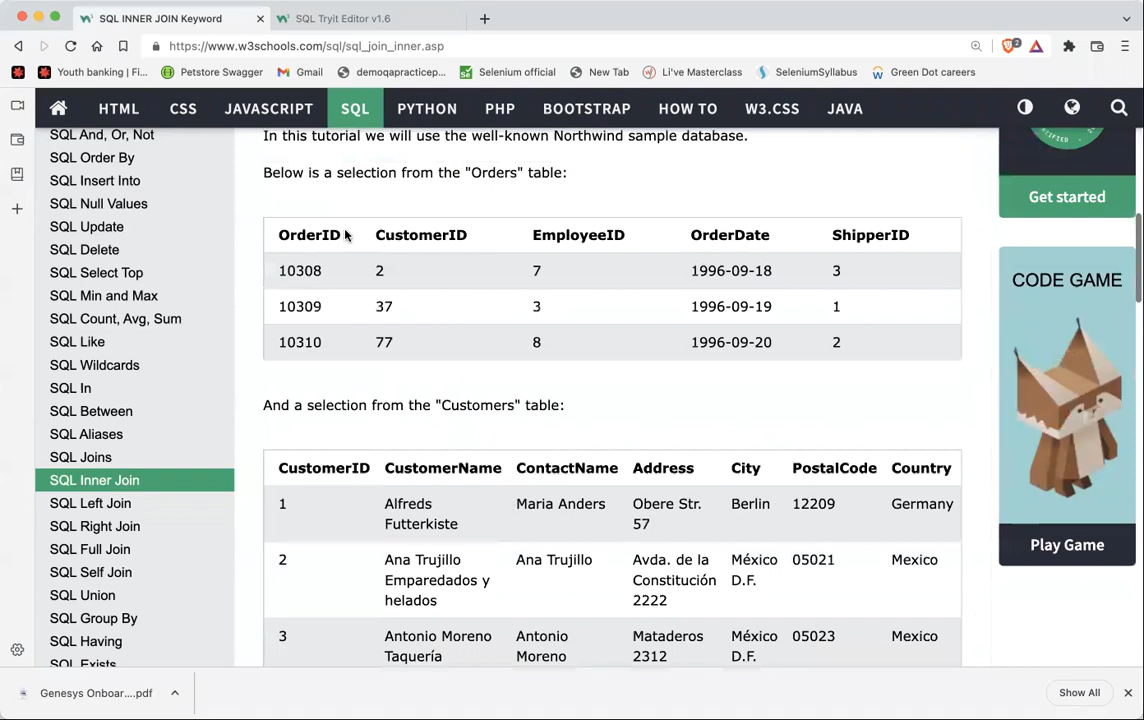 SQL INNER JOIN Keyword
SQL Tryit Editor v1.6
https://www.w3schools.com/sql/sql_join_inner.asp
2
Youth banking | Fi...
Petstore Swagger
Gmail
demoqapracticep...
Selenium official
New Tab
Li've Masterclass
SeleniumSyllabus
Green Dot careers
HTML CSS JAVASCRIPT SQL PYTHON PHP BOOTSTRAP HOW TO W3.CSS JAVA
SQL And, Or, Not
SQL Order By
SQL Insert Into
SQL Null Values
SQL Update
SQL Delete
SQL Select Top
SQL Min and Max
SQL Count, Avg, Sum
SQL Like
SQL Wildcards
SQL In
SQL Between
SQL Aliases
SQL Joins
SQL Inner Join
SQL Left Join
SQL Right Join
SQL Full Join
SQL Self Join
SQL Union
SQL Group By
SQL Having
SQL Exists
In this tutorial we will use the well-known Northwind sample database.
Below is a selection from the "Orders" table:
OrderID CustomerID EmployeeID OrderDate ShipperID
10308 2 7 1996-09-18 3
10309 37 3 1996-09-19 1
10310 77 8 1996-09-20 2
And a selection from the "Customers" table:
CustomerID CustomerName ContactName Address City PostalCode Country
1 Alfreds Maria Anders Obere Str. Berlin 12209 Germany
Futterkiste 57
2 Ana Trujillo Ana Trujillo Avda. de la México 05021 Mexico
Emparedados y Constitución D.F.
helados 2222
3 Antonio Moreno Antonio Mataderos México 05023 Mexico
Taquería Moreno 2312 D.F.
Get started
CODE GAME
Play Game
Genesys Onboar....pdf
Show All